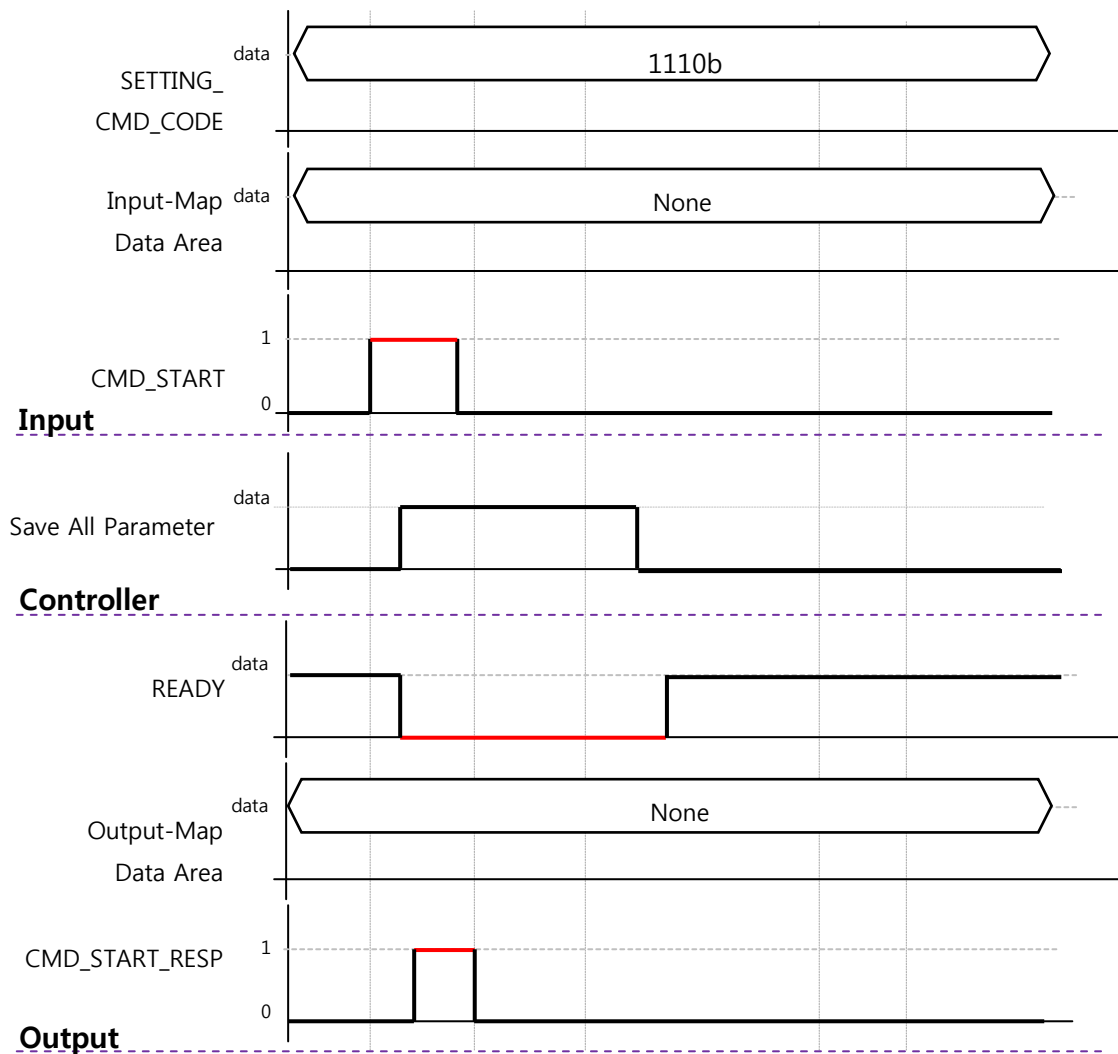 data
1110b
SETTING_
CMD_CODE
Input-Map data
None
Data Area
1
CMD_START
0
Input
data
Save All Parameter
Controller
data
READY
data
None
Output-Map
Data Area
CMD_START_RESP 1
0
Output